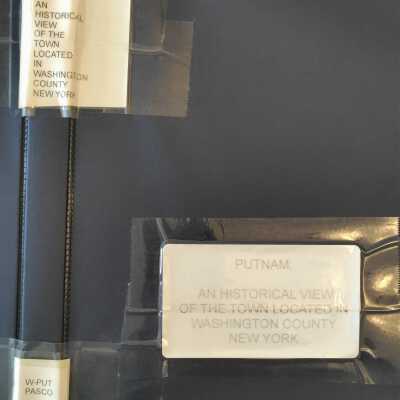 AN
HISTORICAL
VIEW
OF THE
TOWN
LOCATED
IN
WASHINGTON
COUNTY
NEW YORK
PUTNAM:
AN HISTORICAL VIEW
OF THE TOWN LOCATED IN
WASHINGTON COUNTY
NEW YORK
W-PUT
PASCO